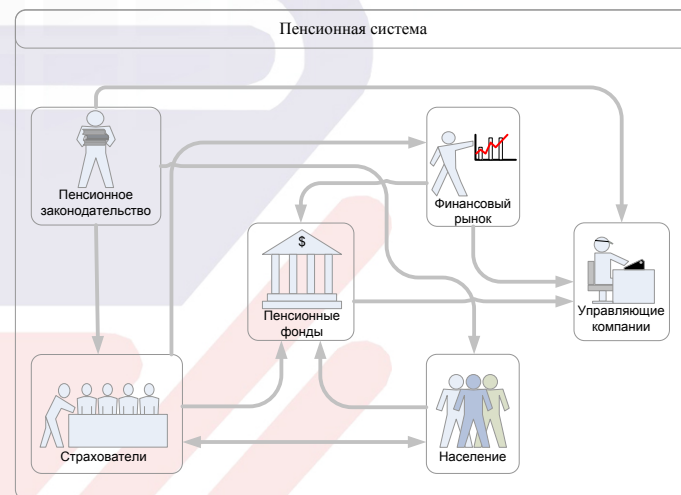 Пенсионная система
Пенсионное
законодательство
Финансовый
рынок
$
Пенсионные
фонды
Управляющие
компании
Страхователи
Население